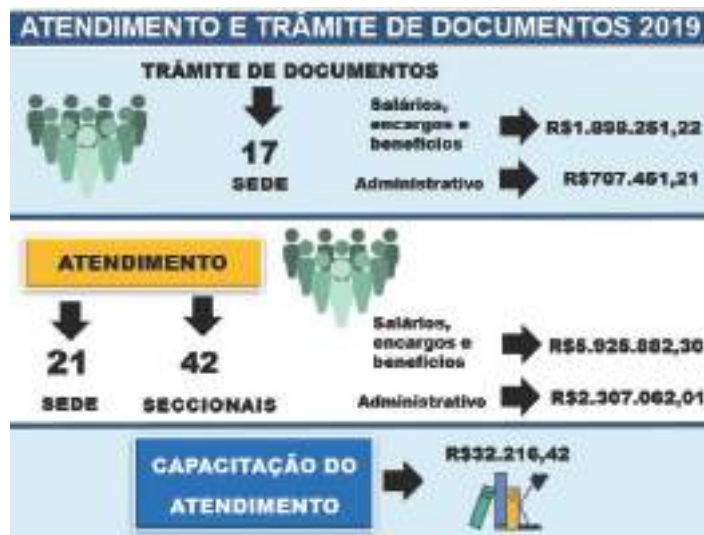 ATENDIMENTO E TRÂMITE DE DOCUMENTOS 2019
TRÂMITE DE DOCUMENTOS
17
SEDE
Salários,
encargos e
benefícios
R$1.898.251,22
Administrativo
R$707.451,21
ATENDIMENTO
21
SEDE
42
SECCIONAIS
Salários,
encargos e
benefícios
R$5.925.882,30
Administrativo
R$2.307.062,01
CAPACITAÇÃO DO
ATENDIMENTO
R$32.216,42